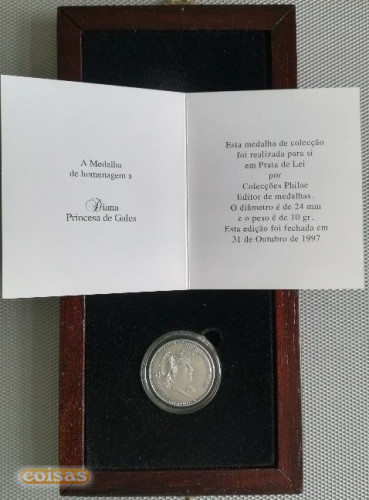 A Medalha
de homenagem a
Diana
Princesa de Gales
Esta medalha de colecção
foi realizada para si
em Prata de Lei
por
Colecções Philae
Editor de medalhas.
O diâmetro é de 24 mm
e o peso é de 10 gr.
Esta edição foi fechada em
31 de Outubro de 1997
coisas